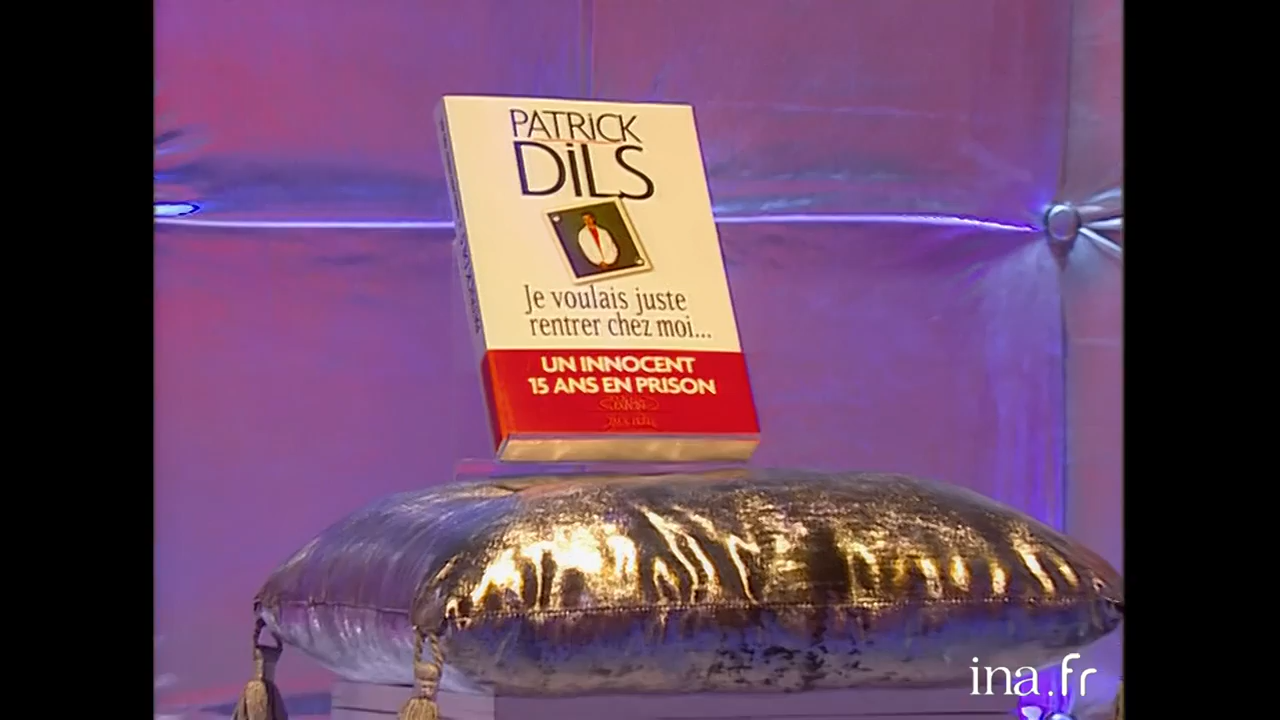 PATRiCK
DiLS
Je voulais juste
rentrer chez moi...
UN INNOCENT
15 ANS EN PRISON
ina.fr